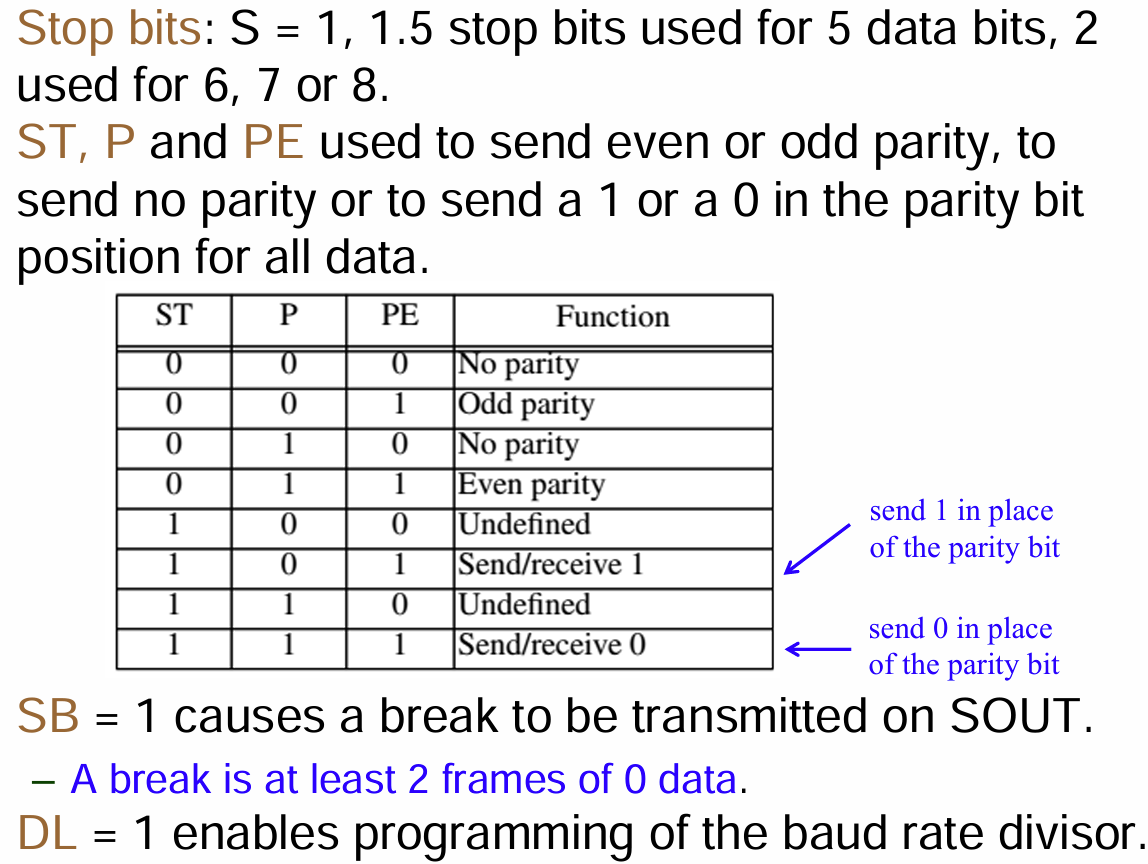 Stop bits: S = 1, 1.5 stop bits used for 5 data bits, 2
used for 6, 7 or 8.
ST, P and PE used to send even or odd parity, to
send no parity or to send a 1 or a 0 in the parity bit
position for all data.
ST P PE Function
0 0 0 No parity
0 0 1 Odd parity
0 1 0 No parity
0 1 1 Even parity
1 0 0 Undefined
1 0 1 Send/receive 1
1 1 0 Undefined
1 1 1 Send/receive 0
send 1 in place
of the parity bit
send 0 in place
of the parity bit
SB = 1 causes a break to be transmitted on SOUT.
– A break is at least 2 frames of 0 data.
DL = 1 enables programming of the baud rate divisor.